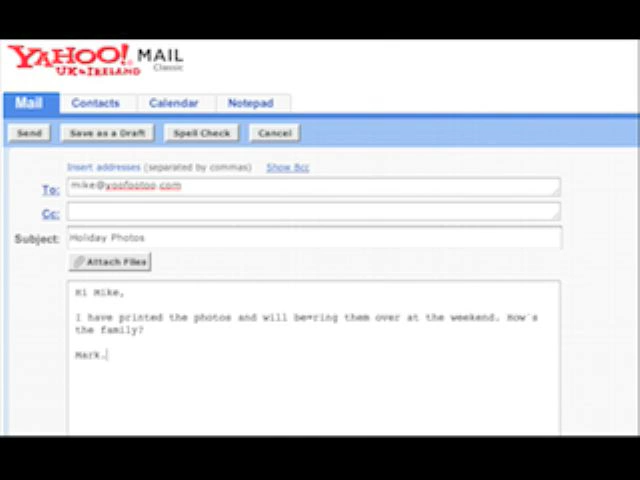 YAHOO! MAIL
UK & IRELAND Classic
Mail Contacts Calendar Notepad
Send Save as a Draft Spell Check Cancel
Insert addresses (separated by commas) Show Bcc
To: mike@yoofootoo.com
Cc:
Subject: Holiday Photos
Attach Files
Hi Mike,
I have printed the photos and will be ring them over at the weekend. How's
the family?
Mark.